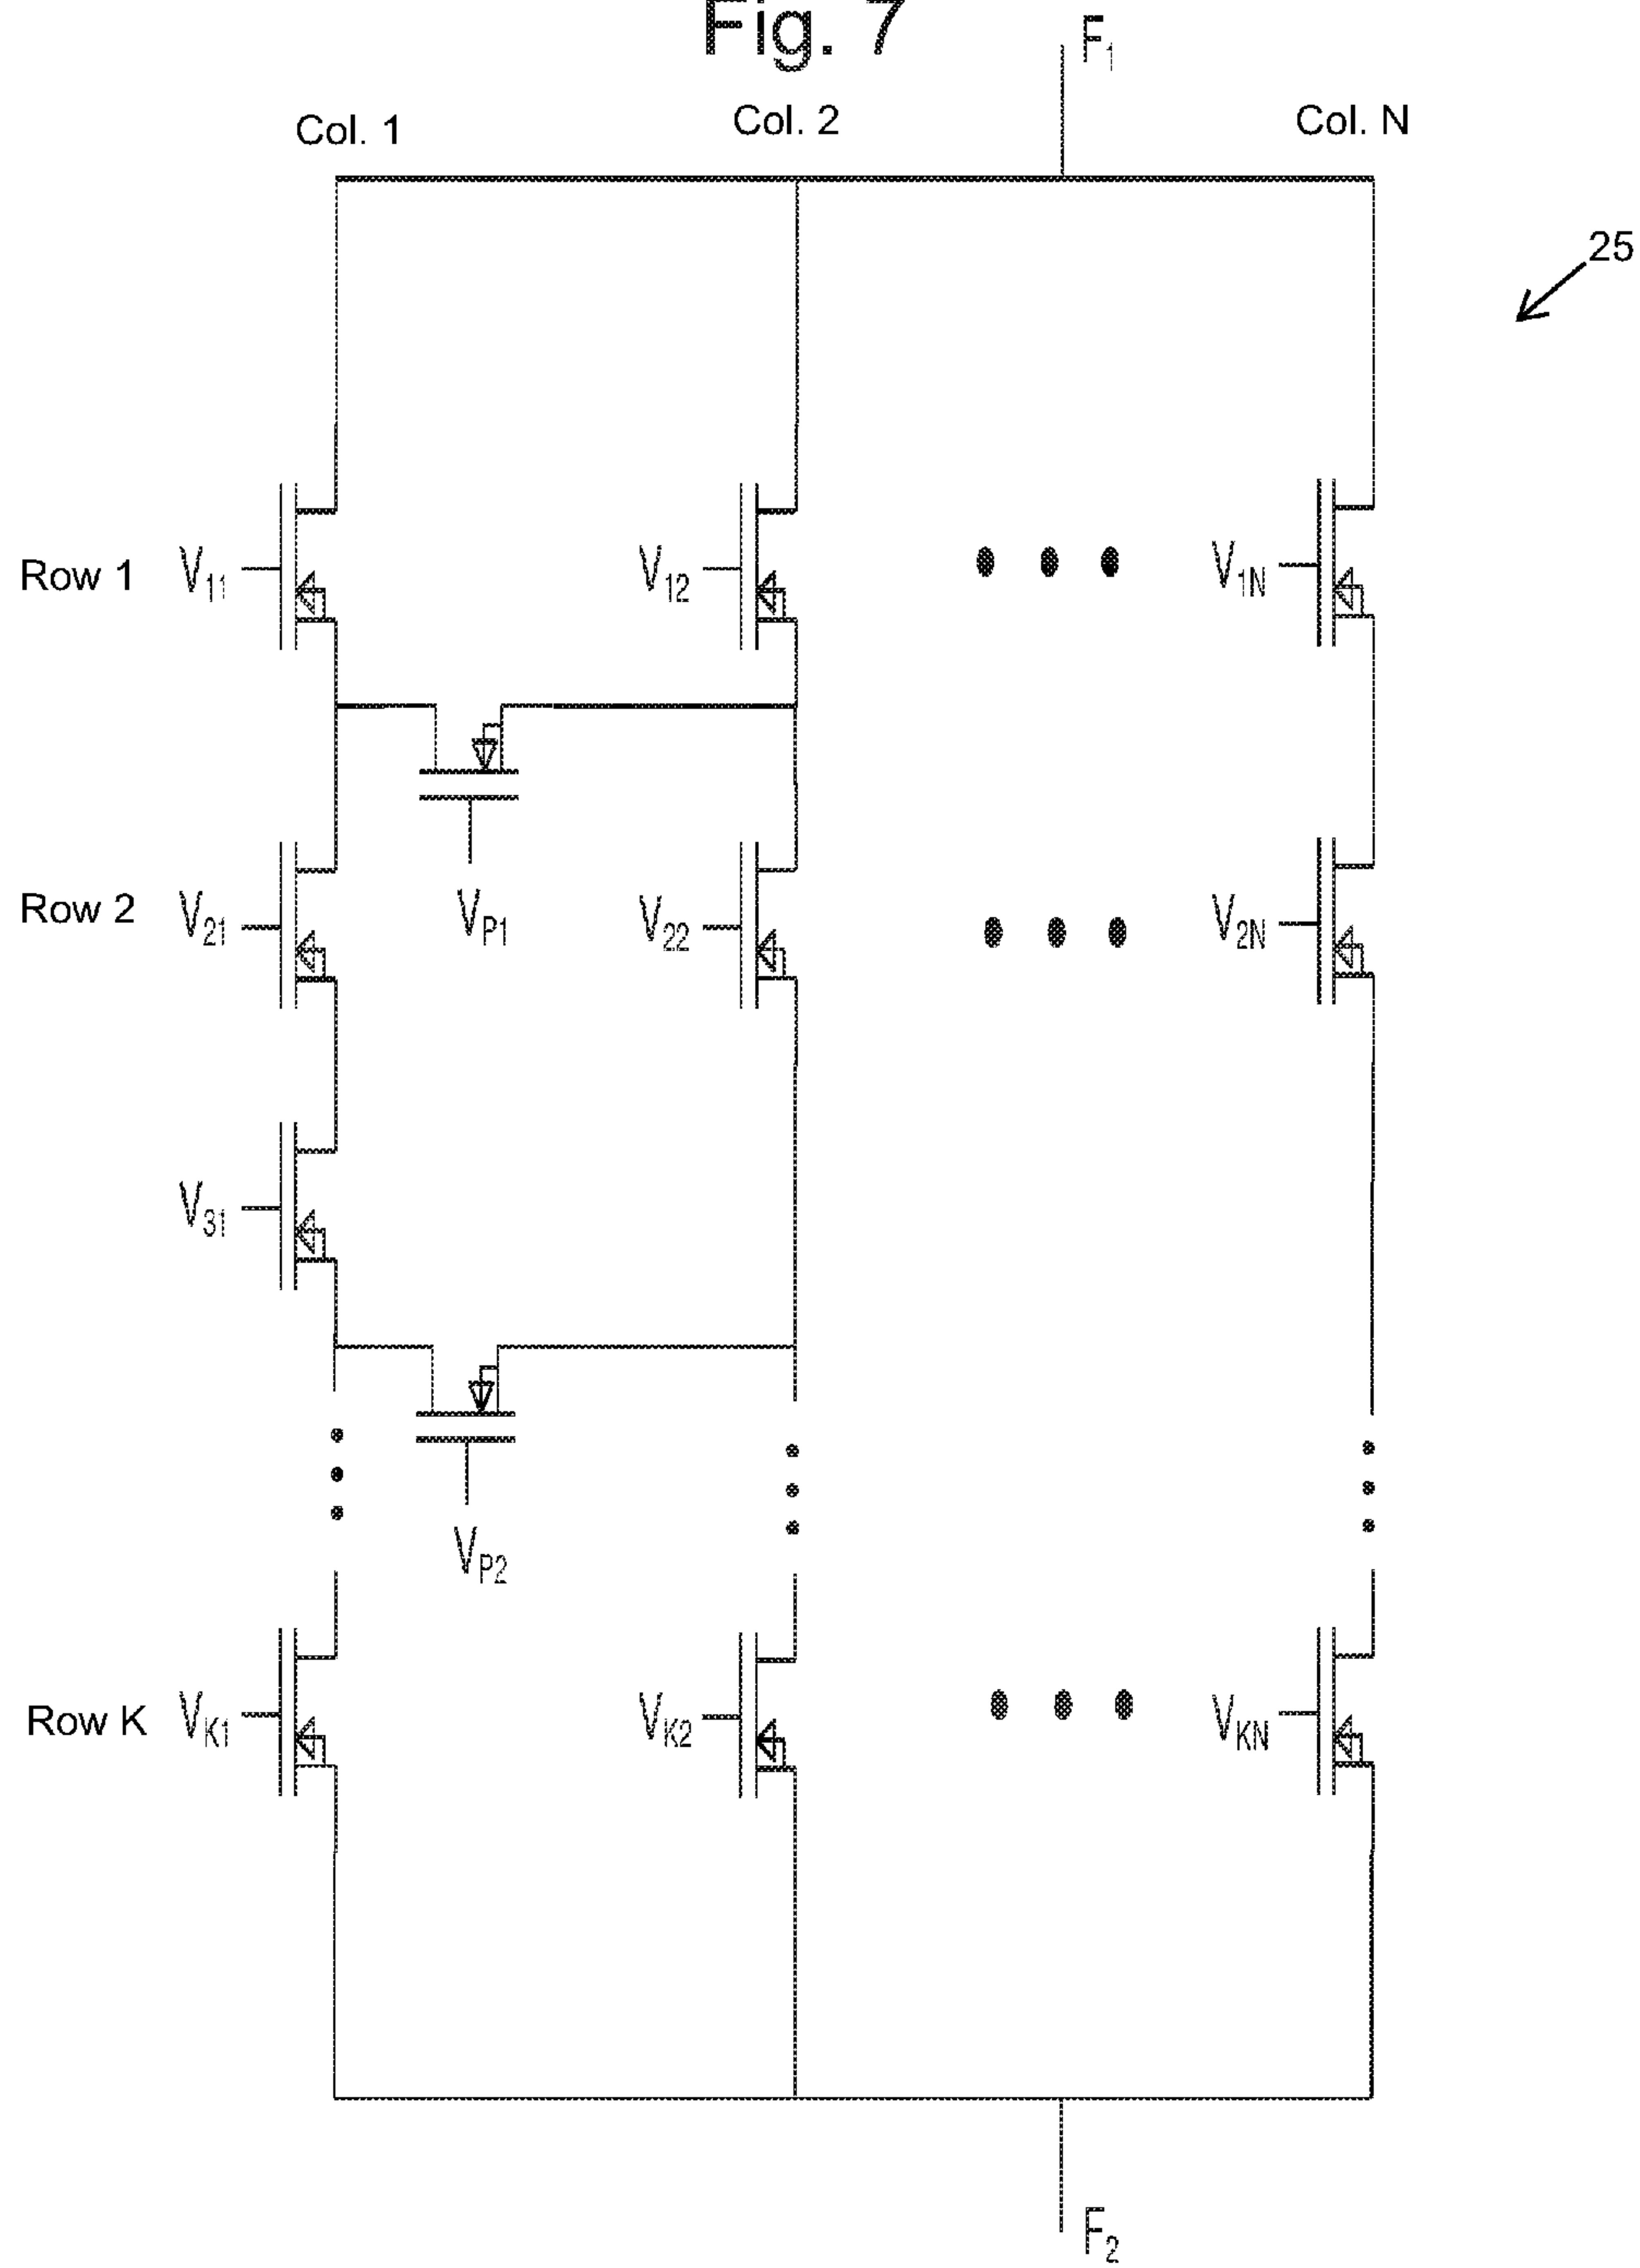 Fig. 7
F1
Col. 1 Col. 2 Col. N
25
Row 1 V11 V12 V1N
Row 2 V21 VP1 V22 V2N
V31
VP2
Row K VK1 VK2 VKN
F2